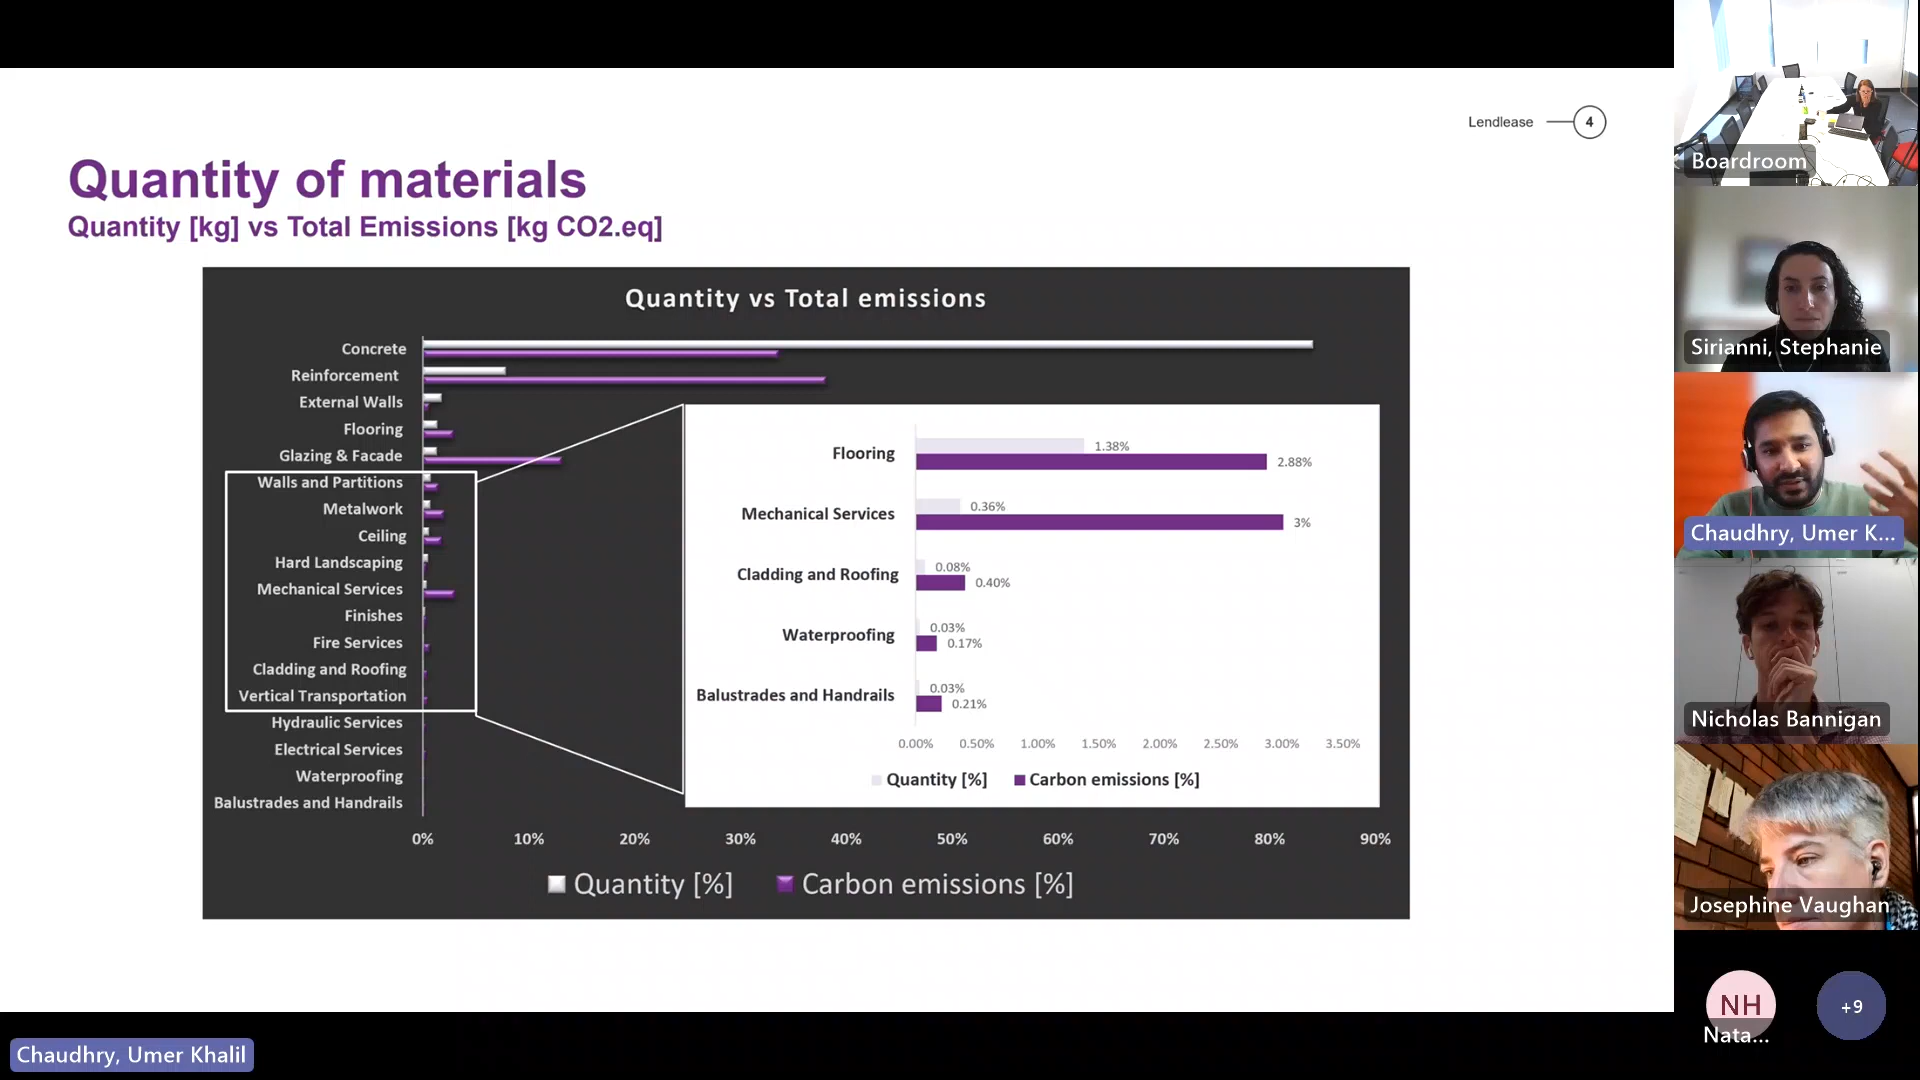 Lendlease
4
Quantity of materials
Quantity [kg] vs Total Emissions [kg CO2.eq]
Quantity vs Total emissions
Concrete
Reinforcement
External Walls
Flooring
Glazing & Facade
Walls and Partitions
Metalwork
Ceiling
Hard Landscaping
Mechanical Services
Finishes
Fire Services
Cladding and Roofing
Vertical Transportation
Hydraulic Services
Electrical Services
Waterproofing
Balustrades and Handrails
0% 10% 20% 30% 40% 50% 60% 70% 80% 90%
Quantity [%] Carbon emissions [%]
Flooring
1.38%
2.88%
Mechanical Services
0.36%
3%
Cladding and Roofing
0.08%
0.40%
Waterproofing
0.03%
0.17%
Balustrades and Handrails
0.03%
0.21%
0.00% 0.50% 1.00% 1.50% 2.00% 2.50% 3.00% 3.50%
Quantity [%] Carbon emissions [%]
Boardroom
Sirianni, Stephanie
Chaudhry, Umer K...
Nicholas Bannigan
Josephine Vaughan
NH
Nata...
+9
Chaudhry, Umer Khalil